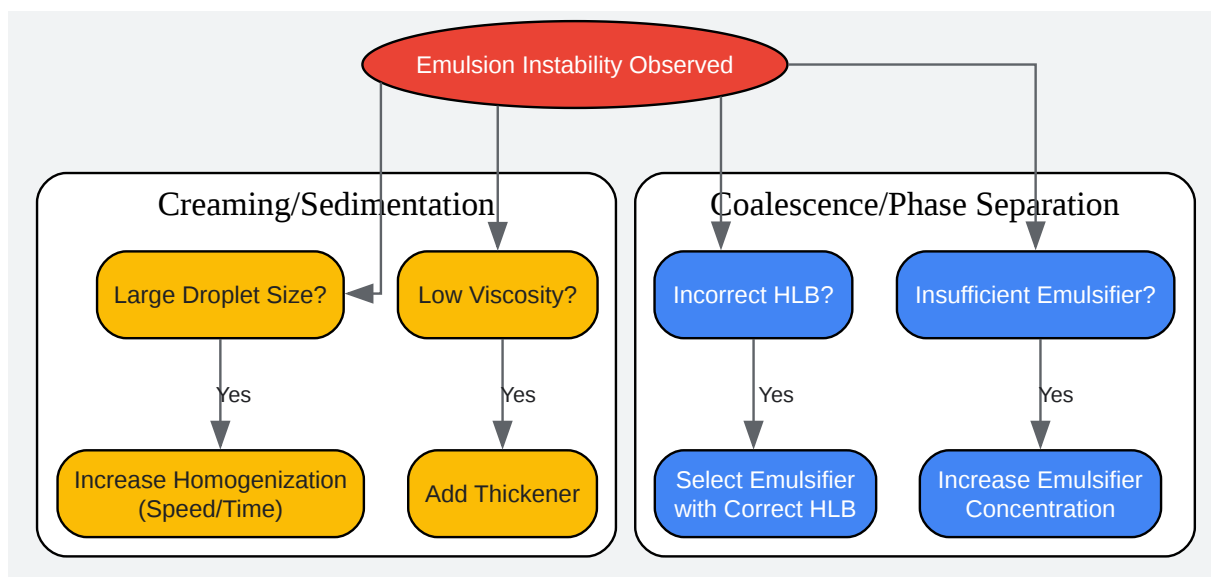 Emulsion Instability Observed
Creaming/Sedimentation
Coalescence/Phase Separation
Large Droplet Size?
Low Viscosity?
Incorrect HLB?
Insufficient Emulsifier?
Yes
Yes
Yes
Yes
Increase Homogenization
(Speed/Time)
Add Thickener
Select Emulsifier
with Correct HLB
Increase Emulsifier
Concentration